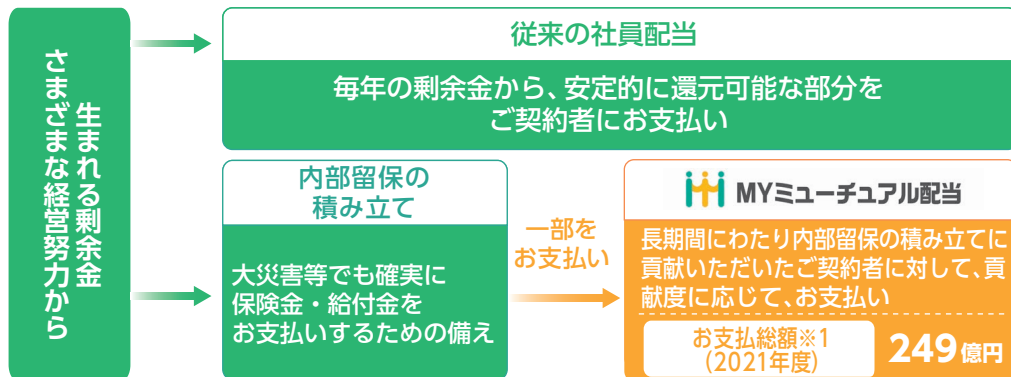 さまざまな経営努力から
生まれる剰余金
従来の社員配当
毎年の剰余金から、安定的に還元可能な部分を
ご契約者にお支払い
内部留保の
積み立て
大災害等でも確実に
保険金・給付金を
お支払いするための備え
一部を
お支払い
MYミューチュアル配当
長期間にわたり内部留保の積み立てに
貢献いただいたご契約者に対して、貢
献度に応じて、お支払い
お支払総額※1
(2021年度)
249億円